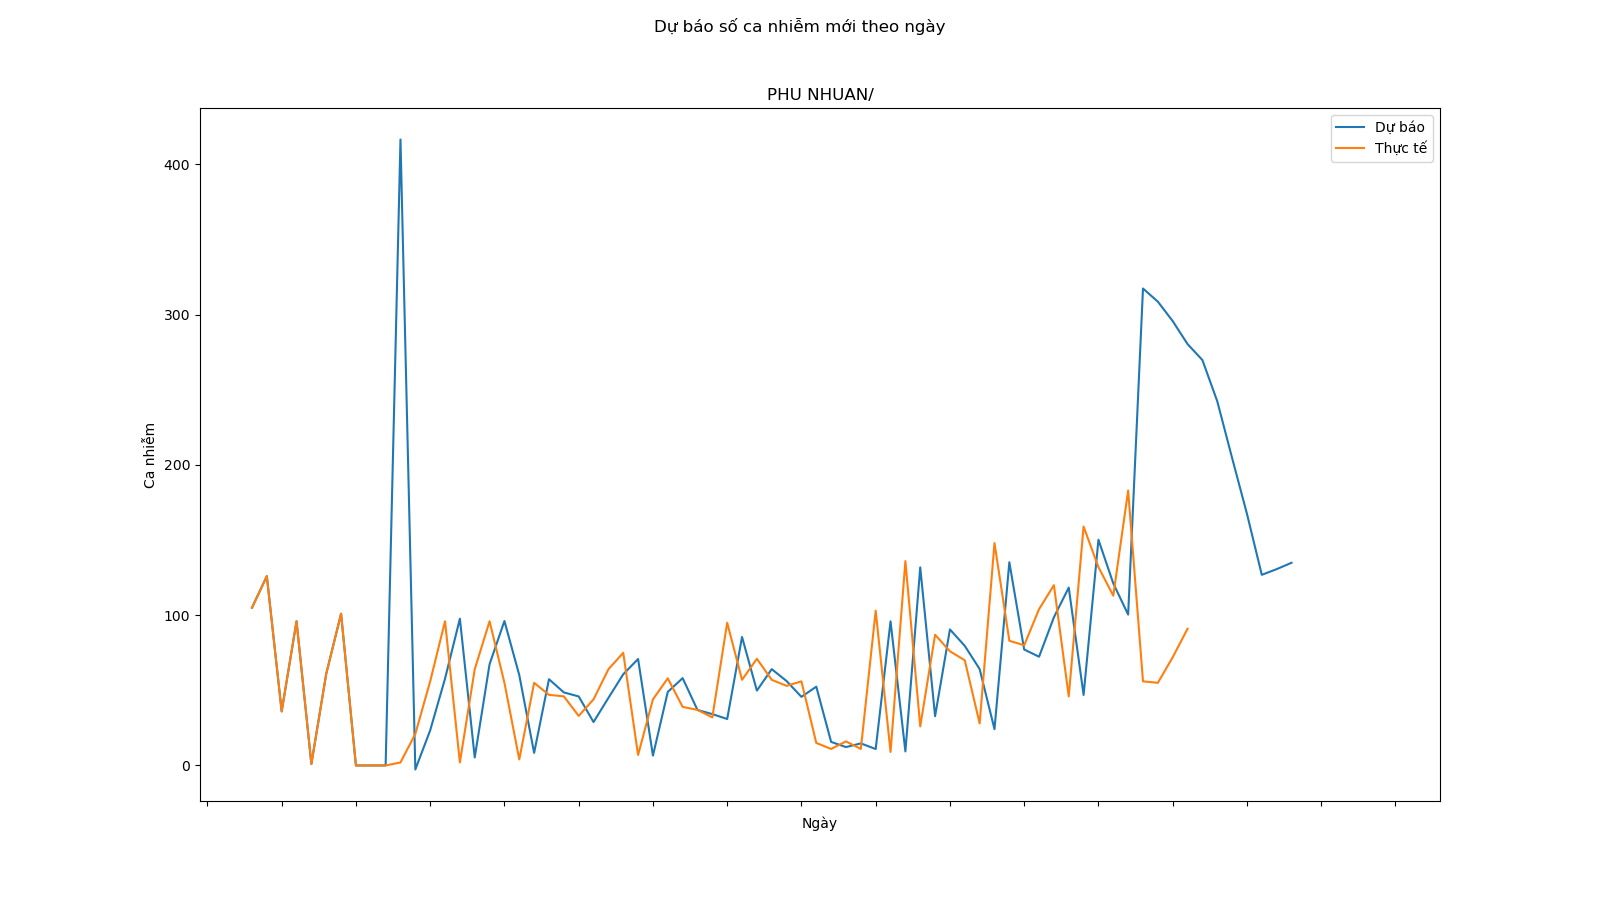 Dự báo số ca nhiễm mới theo ngày
PHU NHUAN/
Dự báo
Thực tế
400
300
200
100
0
Ca nhiễm
Ngày